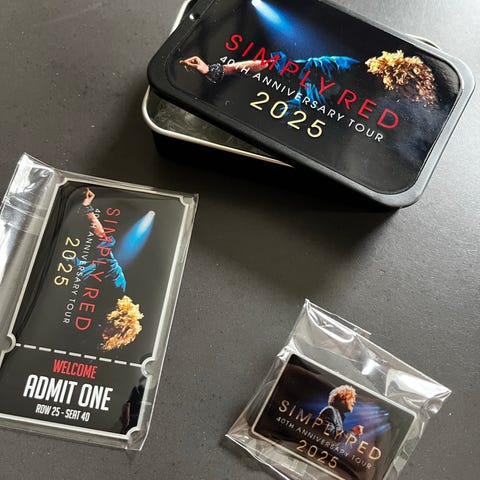 SIMPLY RED
40TH ANNIVERSARY TOUR
2025
SIMPLY RED
40TH ANNIVERSARY TOUR
2025
WELCOME
ADMIT ONE
ROW 25 - SEAT 40
SIMPLY RED
40TH ANNIVERSARY TOUR
2025